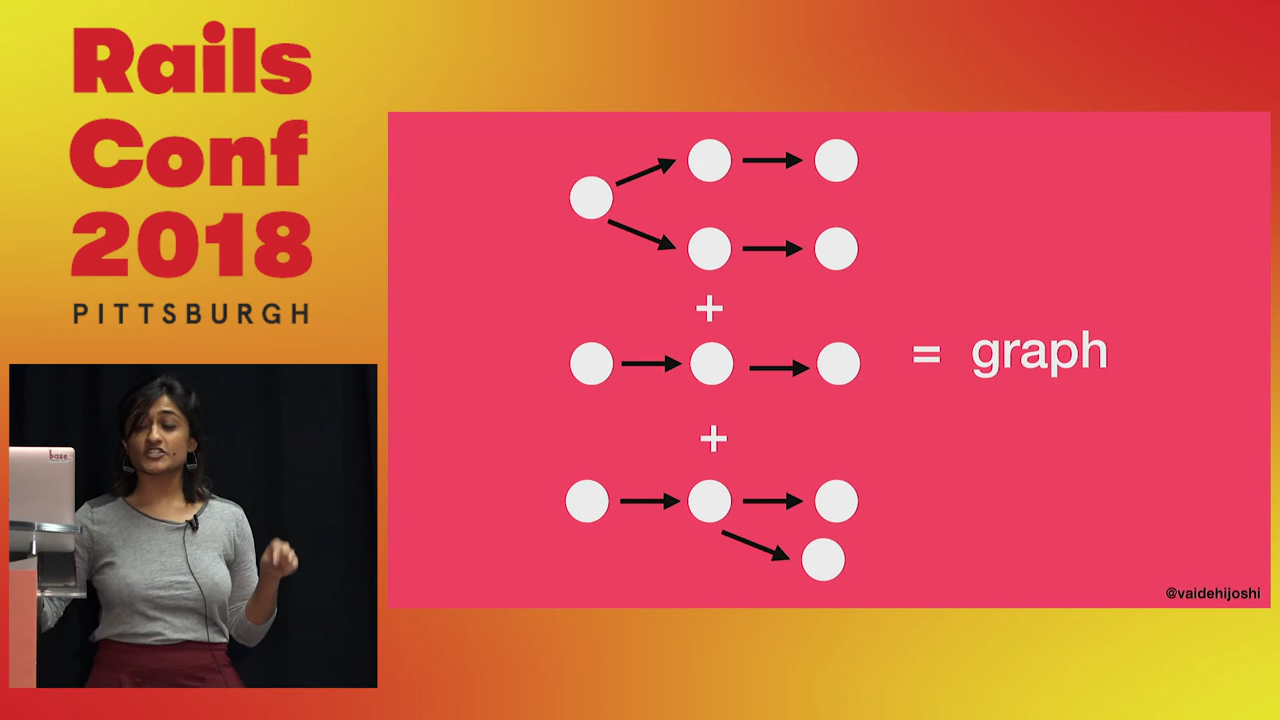 Rails
Conf
2018
PITTSBURGH
+
= graph
+
@vaidehijoshi
base